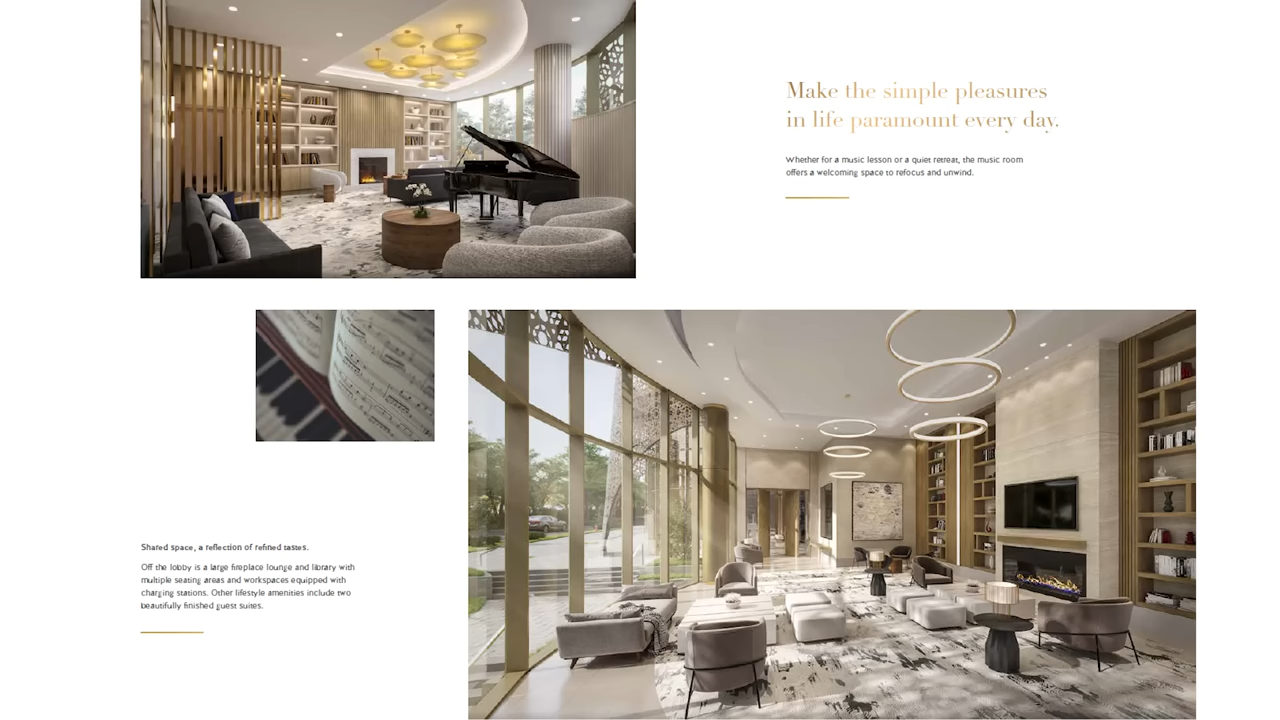 Make the simple pleasures
in life paramount every day.
Whether for a music lesson or a quiet retreat, the music room
offers a welcoming space to refocus and unwind.
Shared space, a reflection of refined tastes.
Off the lobby is a large fireplace lounge and library with
multiple seating areas and workspaces equipped with
charging stations. Other lifestyle amenities include two
beautifully finished guest suites.